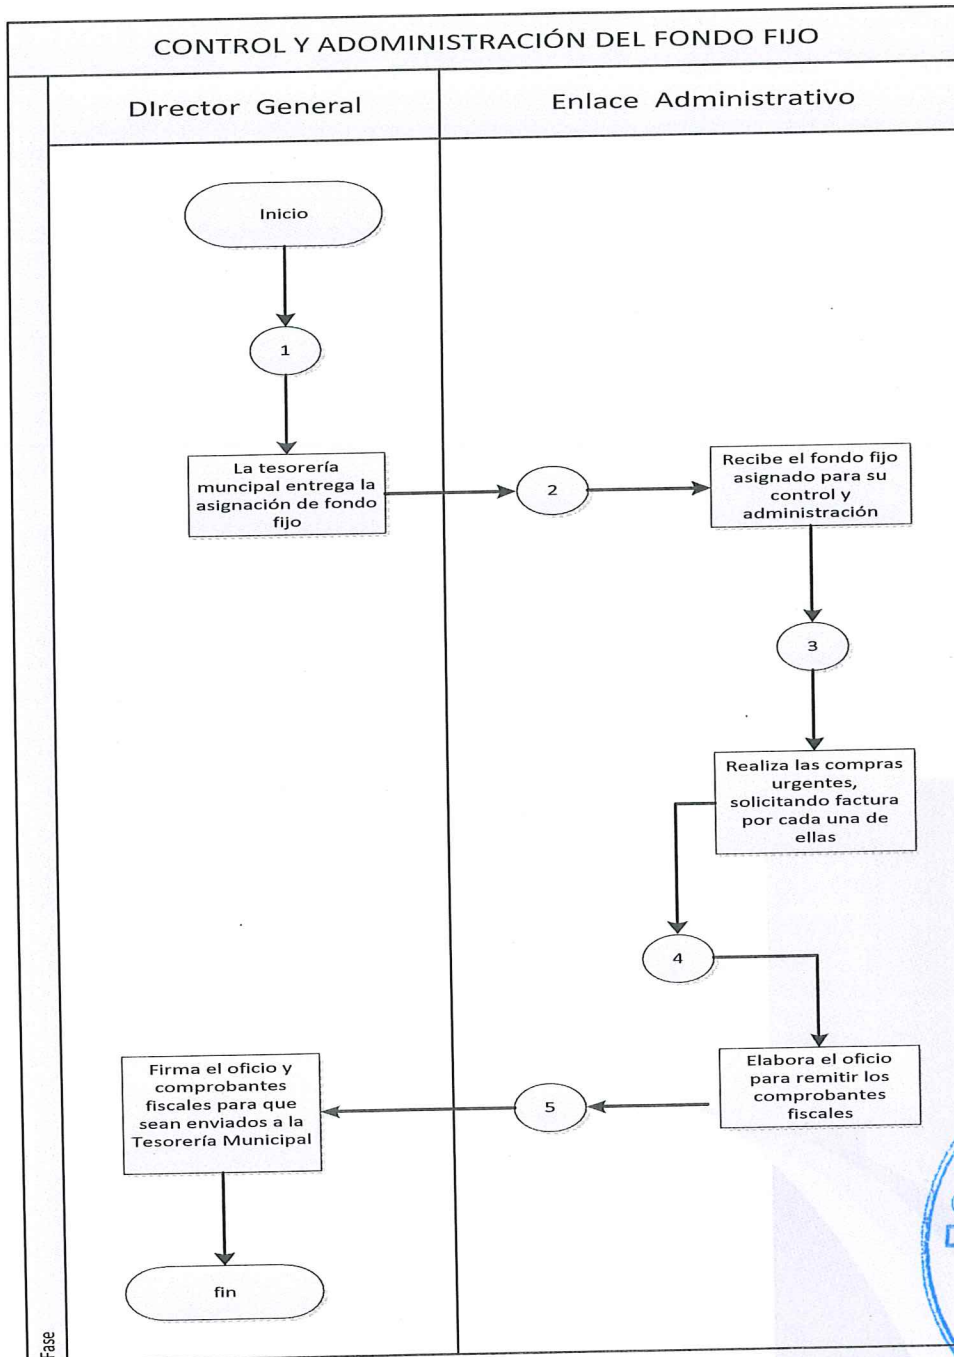 CONTROL Y ADOMINISTRACIÓN DEL FONDO FIJO
DIrector General
Enlace Administrativo
Inicio
1
La tesorería
muncipal entrega la
asignación de fondo
fijo
2
Recibe el fondo fijo
asignado para su
control y
administración
3
Realiza las compras
urgentes,
solicitando factura
por cada una de
ellas
4
Elabora el oficio
para remitir los
comprobantes
fiscales
5
Firma el oficio y
comprobantes
fiscales para que
sean enviados a la
Tesorería Municipal
fin
Fase